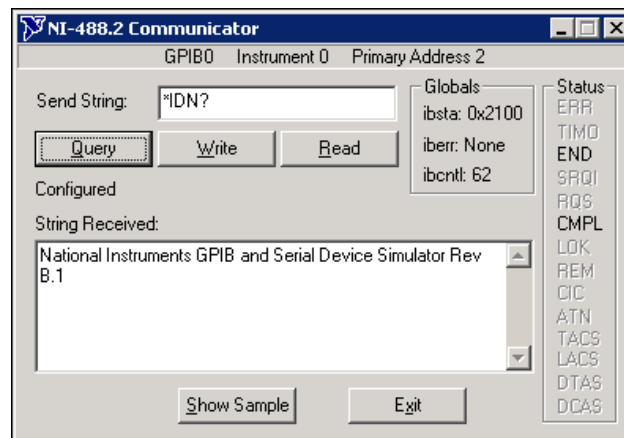 NI-488.2 Communicator
GPIB0 Instrument 0 Primary Address 2
Send String:
*IDN?
Query
Write
Read
Configured
String Received:
National Instruments GPIB and Serial Device Simulator Rev
B.1
Show Sample
Exit
Globals
ibsta: 0x2100
iberr: None
ibcntl: 62
Status
ERR
TIMO
END
SRQI
RQS
CMPL
LOK
REM
CIC
ATN
TACS
LACS
DTAS
DCAS